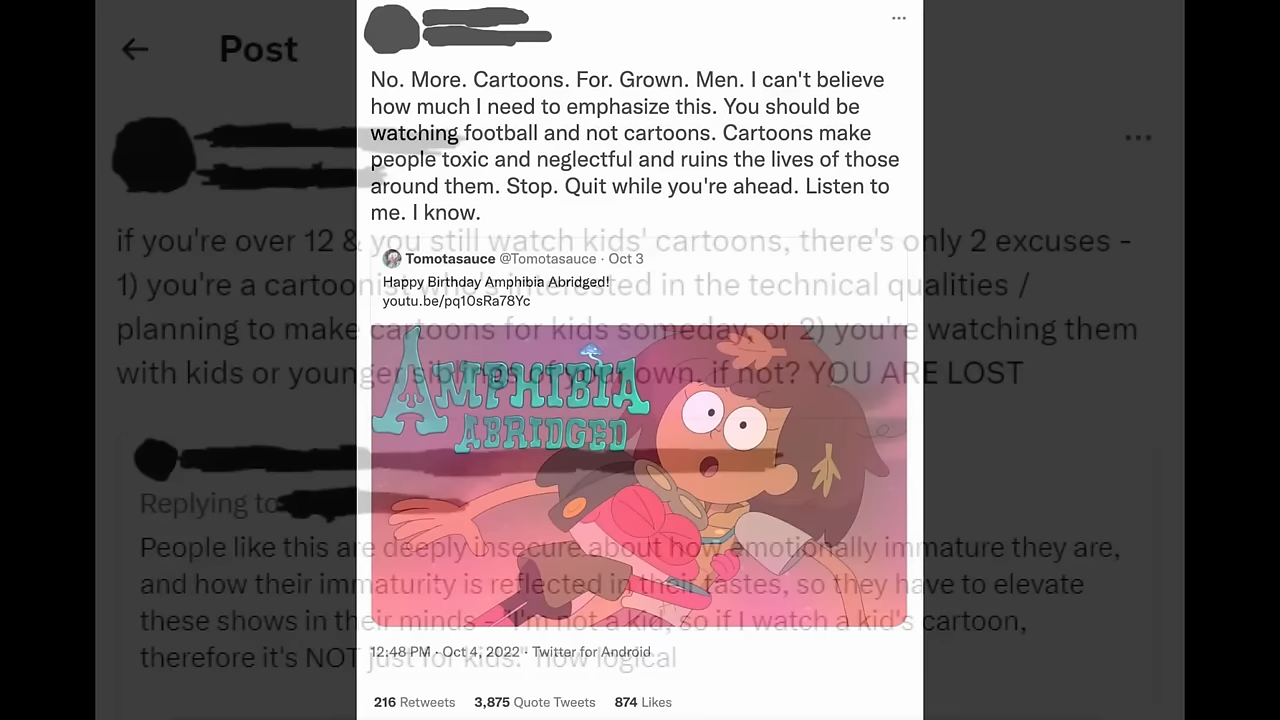 No. More. Cartoons. For. Grown. Men. I can't believe
how much I need to emphasize this. You should be
watching football and not cartoons. Cartoons make
people toxic and neglectful and ruins the lives of those
around them. Stop. Quit while you're ahead. Listen to
me. I know.
Tomotasauce @Tomotasauce · Oct 3
Happy Birthday Amphibia Abridged!
youtu.be/pq10sRa78Yc
AMPHIBIA
ABRIDGED
12:48 PM · Oct 4, 2022 · Twitter for Android
216 Retweets 3,875 Quote Tweets 874 Likes
Post
if you're over 12 & you still watch kids' cartoons, there's only 2 excuses -
1) you're a cartoonist who's interested in the technical qualities /
planning to make cartoons for kids someday, or 2) you're watching them
with kids or younger siblings of your own. if not? YOU ARE LOST
Replying to
People like this are deeply insecure about how emotionally immature they are,
and how their immaturity is reflected in their tastes, so they have to elevate
these shows in their minds - "I'm not a kid, so if I watch a kid's cartoon,
therefore it's NOT just for kids." how logical